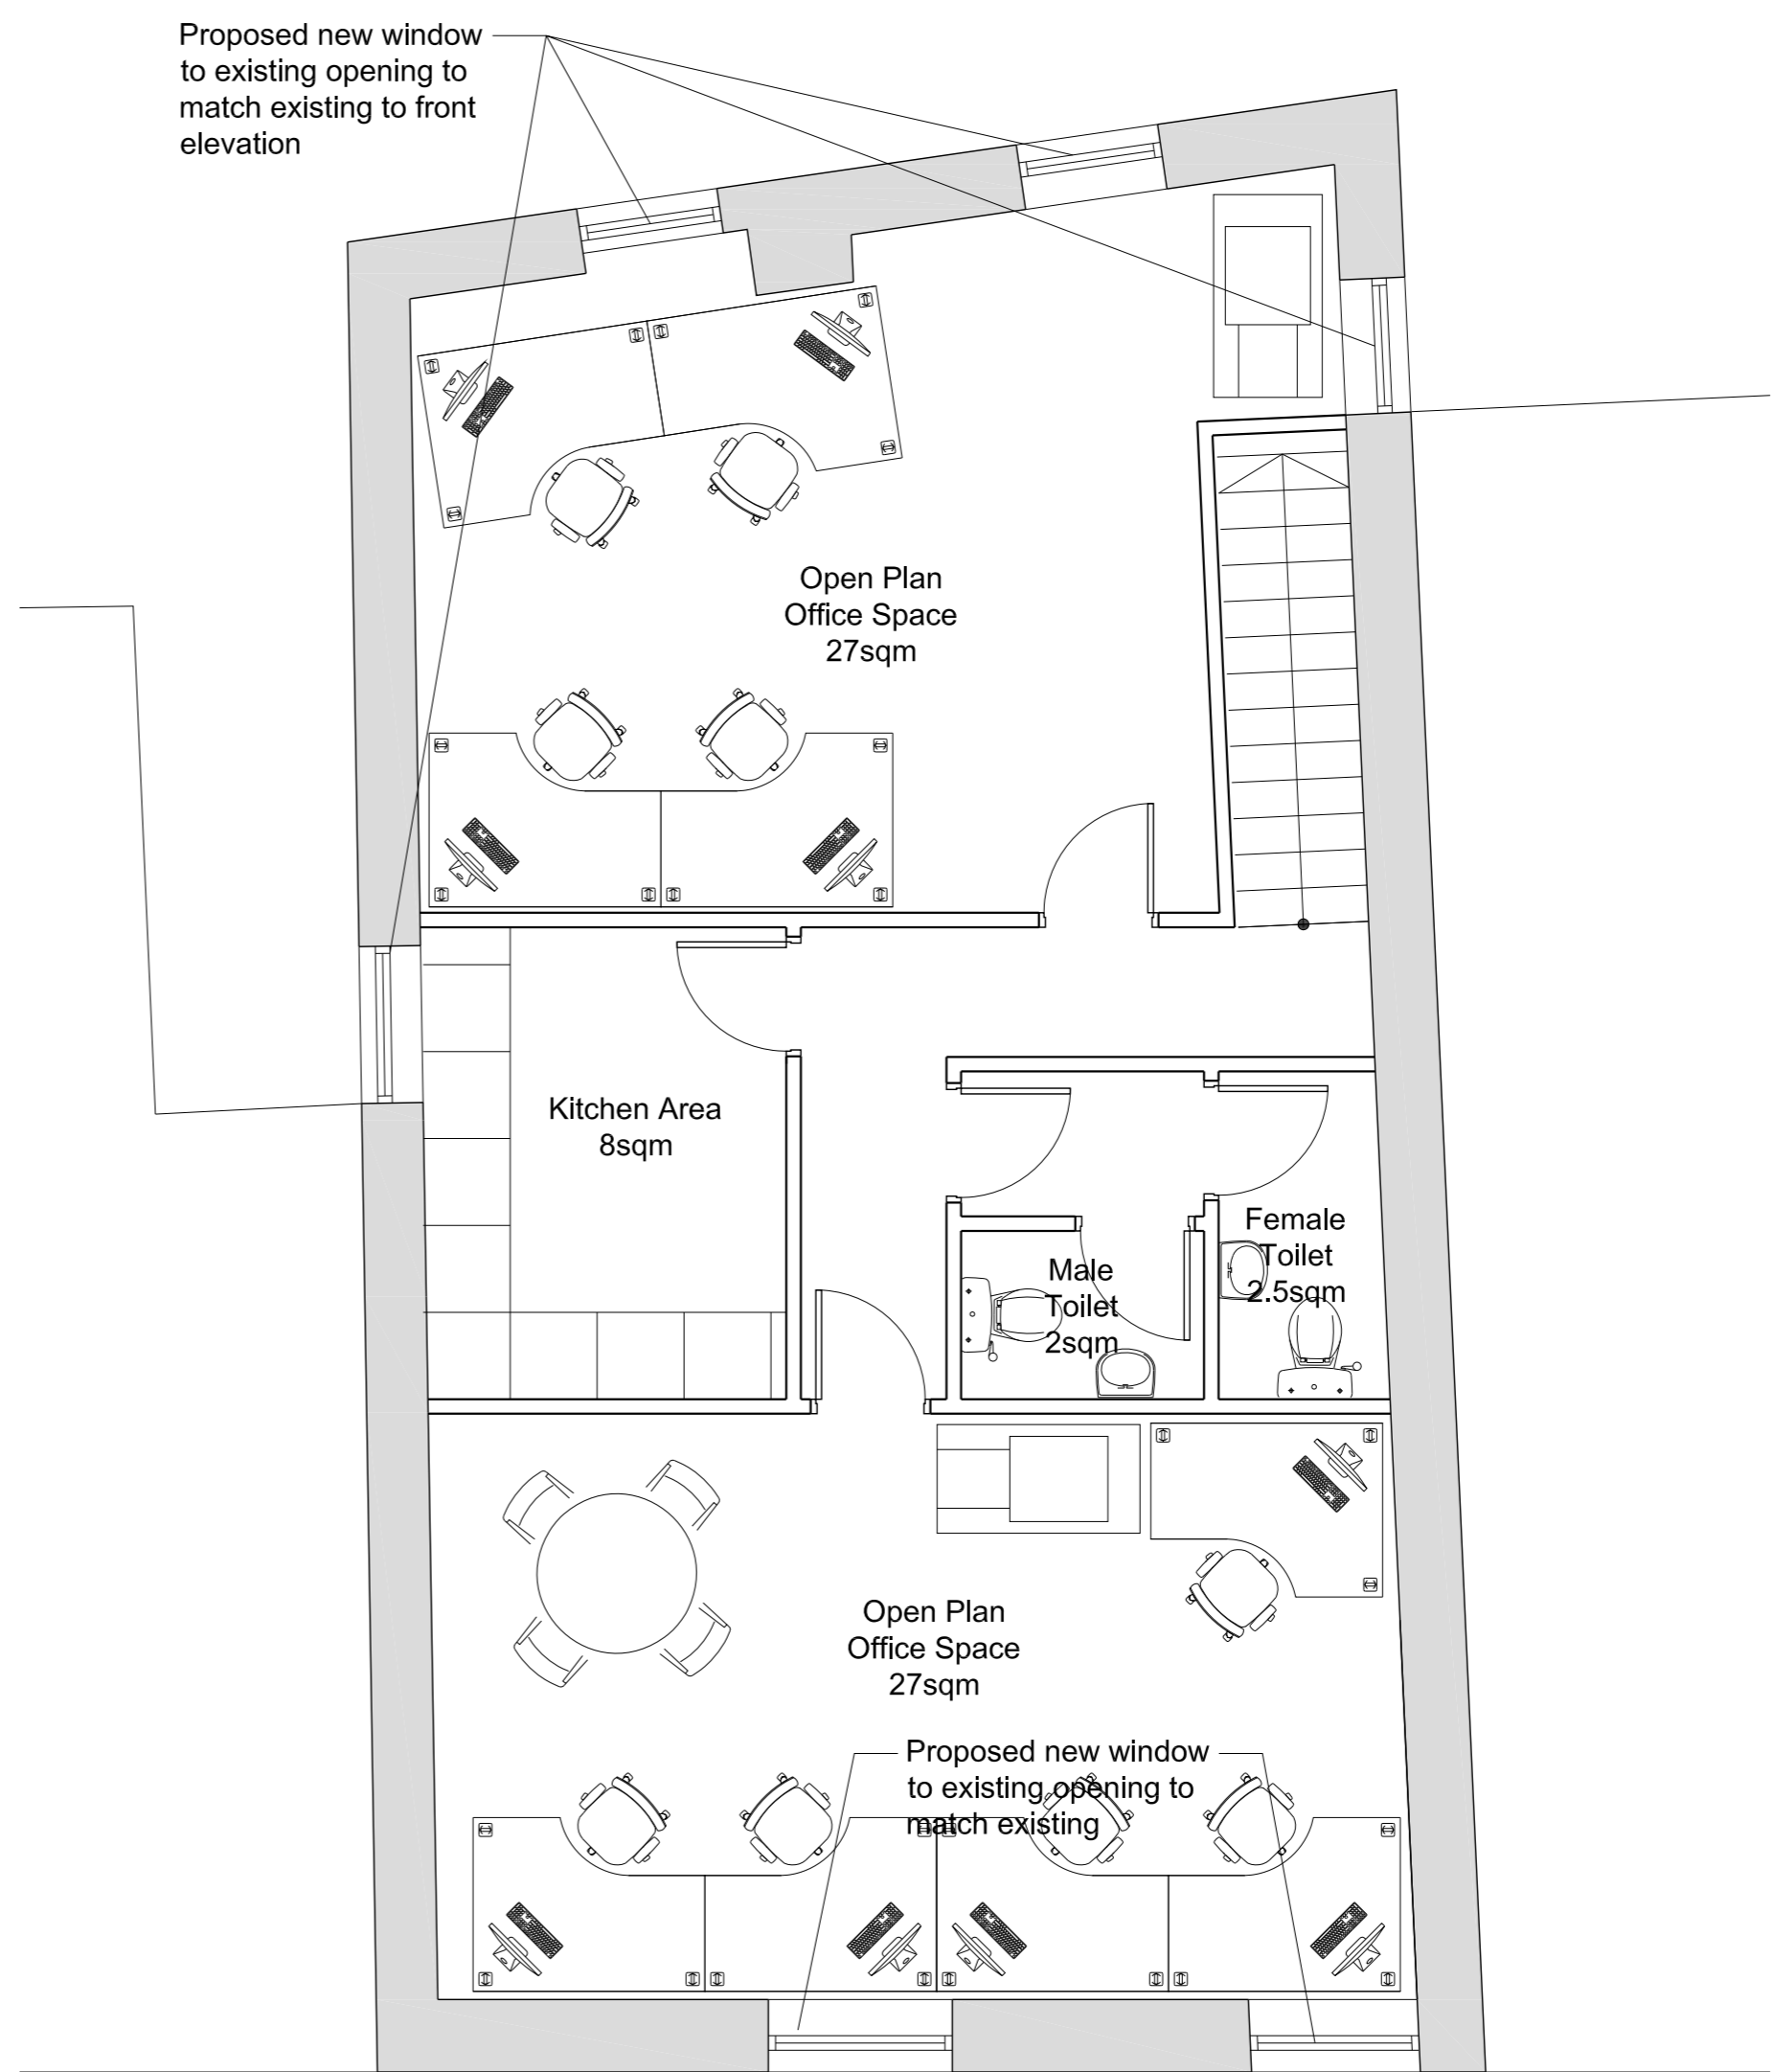 Proposed new window
to existing opening to
match existing to front
elevation
Open Plan
Office Space
27sqm
Kitchen Area
8sqm
Female
Toilet
2.5sqm
Male
Toilet
2sqm
Open Plan
Office Space
27sqm
Proposed new window
to existing opening to
match existing